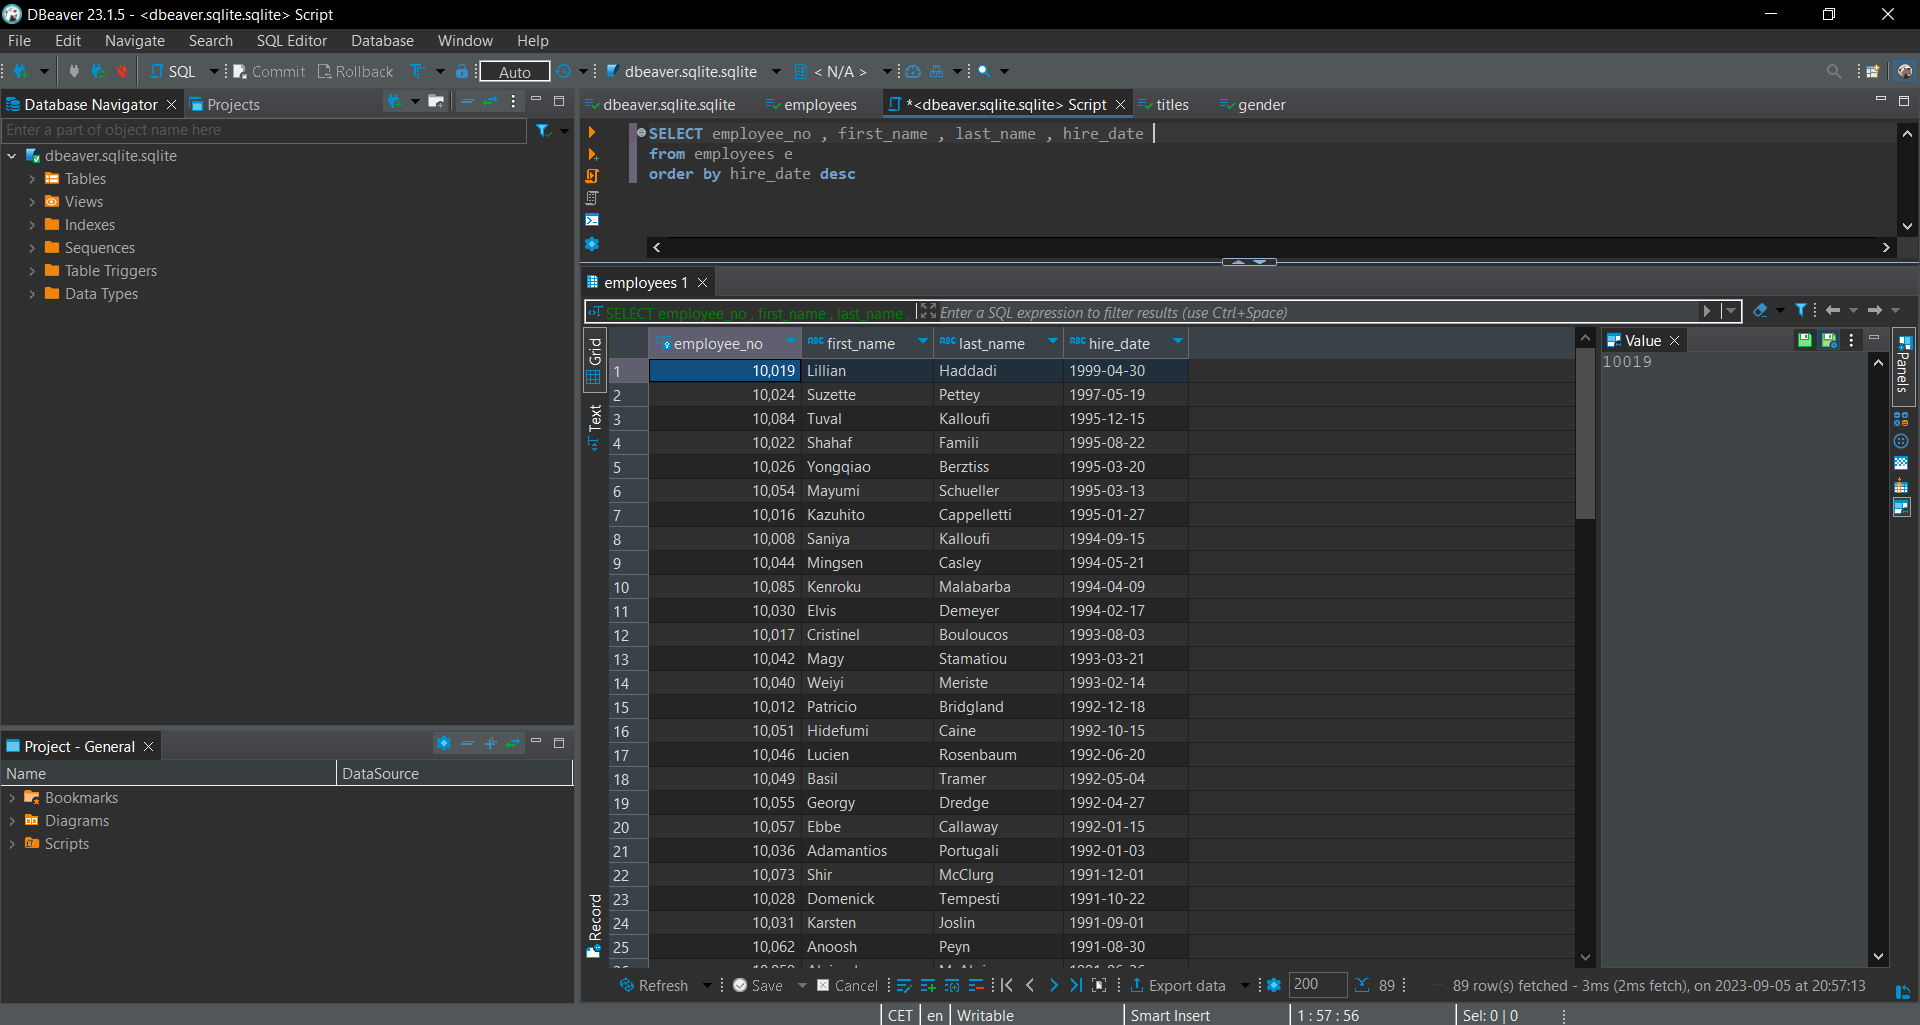 DBeaver 23.1.5 - <dbeaver.sqlite.sqlite> Script
File Edit Navigate Search SQL Editor Database Window Help
SQL Commit Rollback Auto dbeaver.sqlite.sqlite < N/A >
Database Navigator Projects
Enter a part of object name here
dbeaver.sqlite.sqlite
Tables
Views
Indexes
Sequences
Table Triggers
Data Types
Project - General
Name DataSource
Bookmarks
Diagrams
Scripts
dbeaver.sqlite.sqlite employees *<dbeaver.sqlite.sqlite> Script titles gender
SELECT employee_no , first_name , last_name , hire_date
from employees e
order by hire_date desc
employees 1
SELECT employee_no , first_name , last_name , Enter a SQL expression to filter results (use Ctrl+Space)
Grid
Text
Record
employee_no ABC first_name ABC last_name ABC hire_date
1 10,019 Lillian Haddadi 1999-04-30
2 10,024 Suzette Pettey 1997-05-19
3 10,084 Tuval Kalloufi 1995-12-15
4 10,022 Shahaf Famili 1995-08-22
5 10,026 Yongqiao Berztiss 1995-03-20
6 10,054 Mayumi Schueller 1995-03-13
7 10,016 Kazuhito Cappelletti 1995-01-27
8 10,008 Saniya Kalloufi 1994-09-15
9 10,044 Mingsen Casley 1994-05-21
10 10,085 Kenroku Malabarba 1994-04-09
11 10,030 Elvis Demeyer 1994-02-17
12 10,017 Cristinel Bouloucos 1993-08-03
13 10,042 Magy Stamatiou 1993-03-21
14 10,040 Weiyi Meriste 1993-02-14
15 10,012 Patricio Bridgland 1992-12-18
16 10,051 Hidefumi Caine 1992-10-15
17 10,046 Lucien Rosenbaum 1992-06-20
18 10,049 Basil Tramer 1992-05-04
19 10,055 Georgy Dredge 1992-04-27
20 10,057 Ebbe Callaway 1992-01-15
21 10,036 Adamantios Portugali 1992-01-03
22 10,073 Shir McClurg 1991-12-01
23 10,028 Domenick Tempesti 1991-10-22
24 10,031 Karsten Joslin 1991-09-01
25 10,062 Anoosh Peyn 1991-08-30
Value
10019
Panels
Refresh Save Cancel Export data 200 89 89 row(s) fetched - 3ms (2ms fetch), on 2023-09-05 at 20:57:13
CET en Writable Smart Insert 1 : 57 : 56 Sel: 0 | 0